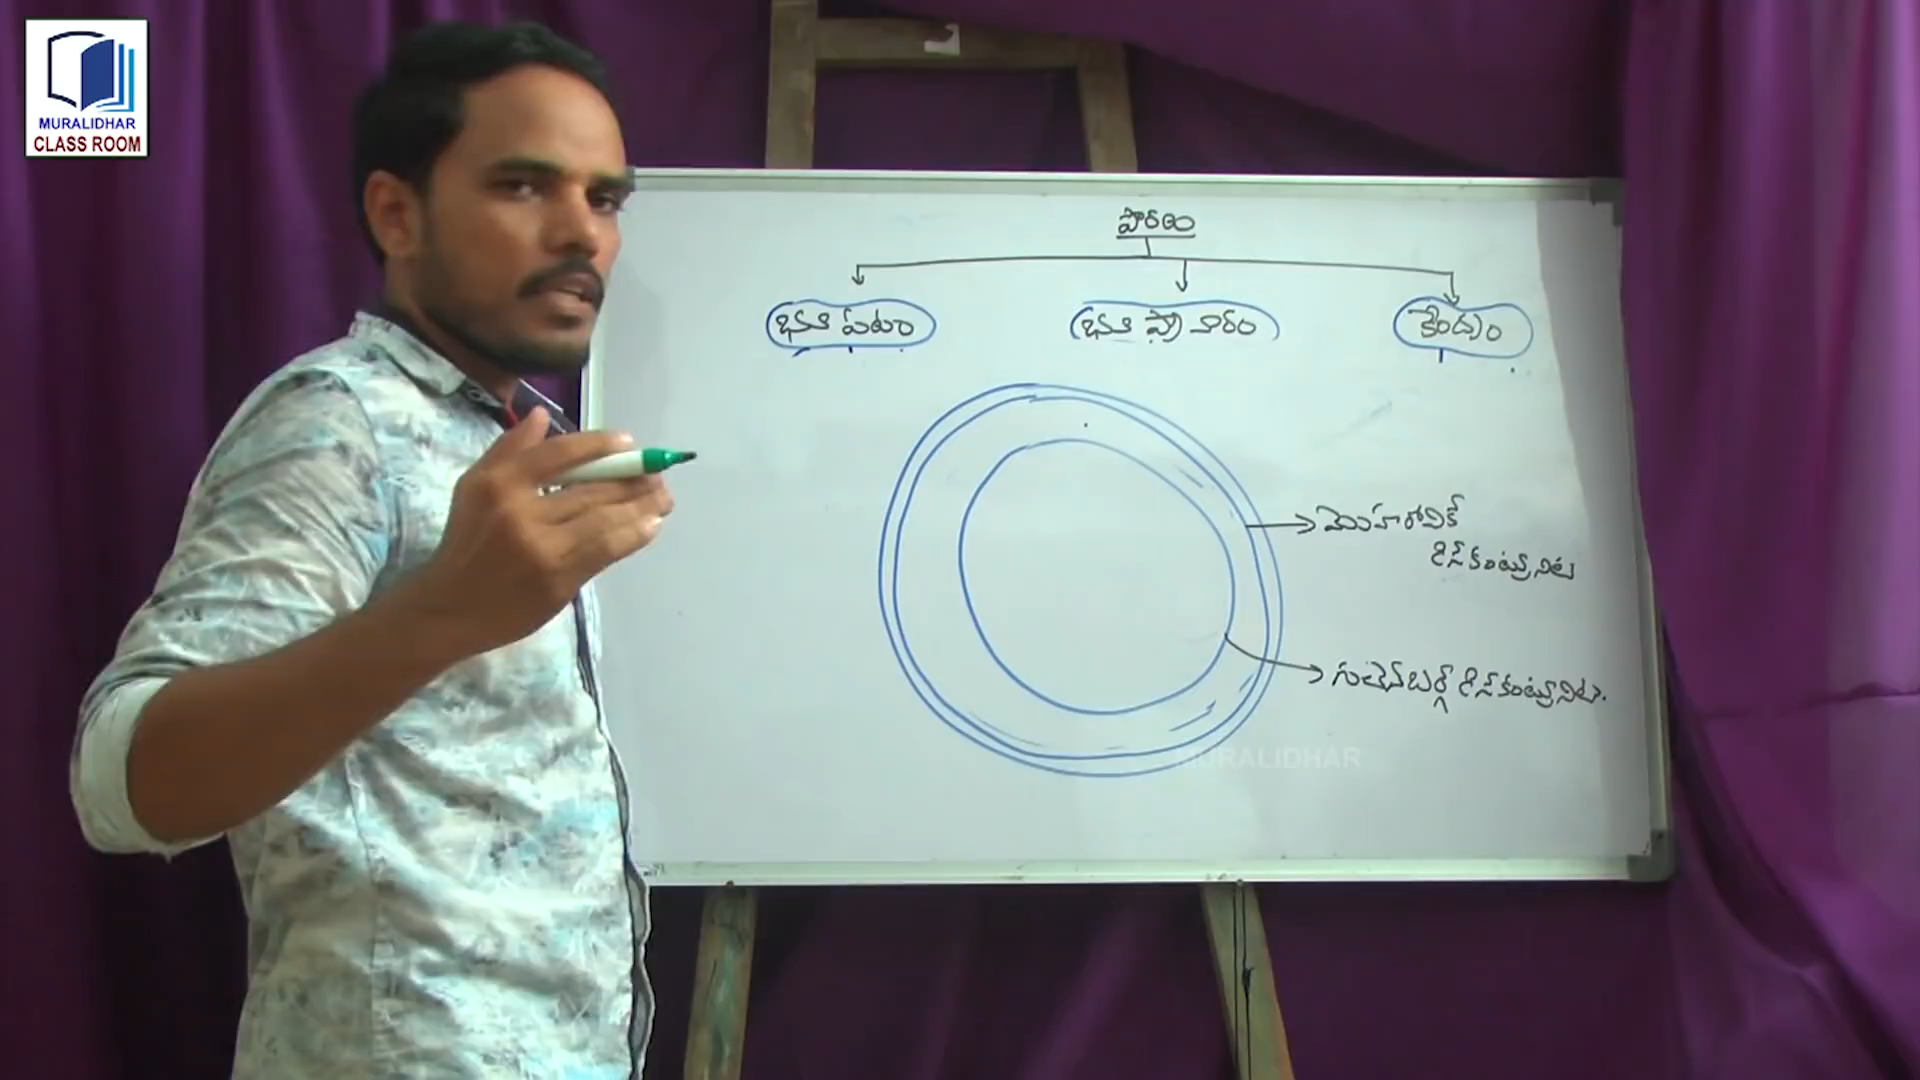 MURALIDHAR
CLASS ROOM
పొరలు
భూ పటలం
భూ ప్రావారం
కేంద్రం
మొహరోవికే
డిస్ కంట్యూనిటి
గుటెన్ బర్గ్ డిస్ కంట్యూనిటి.
MURALIDHAR